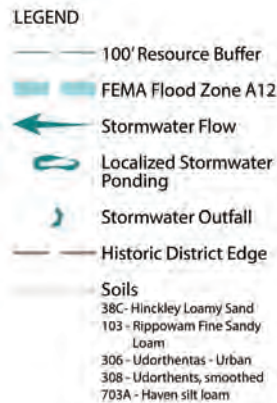 LEGEND
100' Resource Buffer
FEMA Flood Zone A12
Stormwater Flow
Localized Stormwater
Ponding
Stormwater Outfall
Historic District Edge
Soils
38C- Hinckley Loamy Sand
103 - Rippowam Fine Sandy
Loam
306 - Udorthentas - Urban
308 - Udorthents, smoothed
703A - Haven silt loam